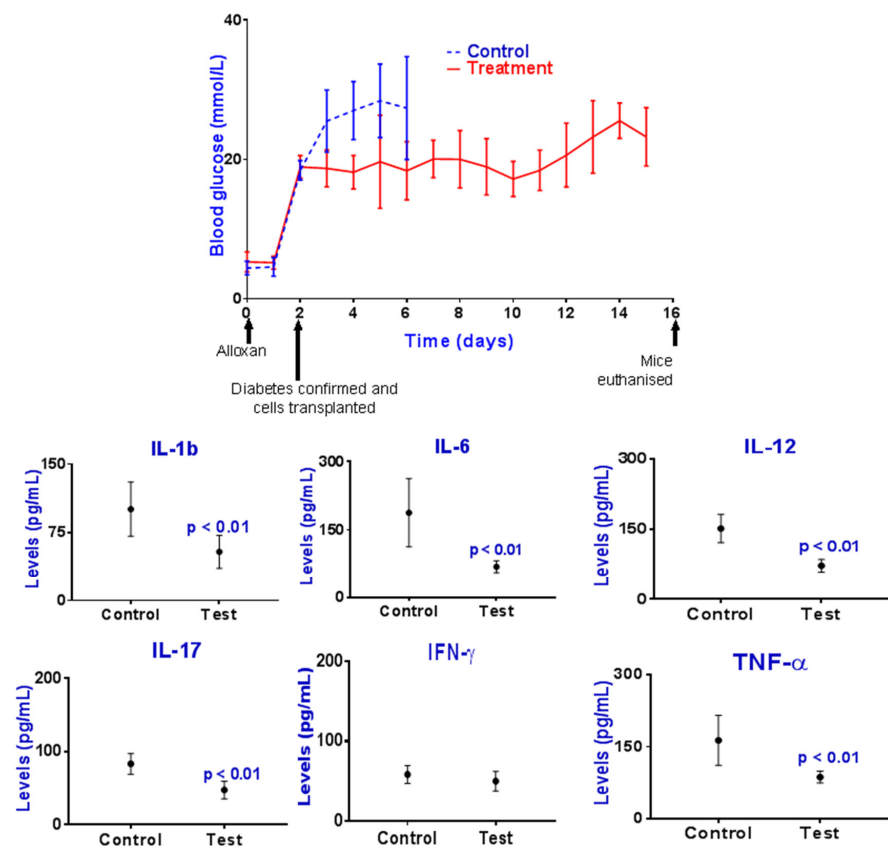 Control
Treatment
Blood glucose (mmol/L)
40
20
0
0 2 4 6 8 10 12 14 16
Time (days)
Alloxan
Diabetes confirmed and
cells transplanted
Mice
euthanised
IL-1b
Levels (pg/mL)
150
75
0
p < 0.01
Control Test
IL-6
Levels (pg/mL)
300
150
0
p < 0.01
Control Test
IL-12
Levels (pg/mL)
300
150
0
p < 0.01
Control Test
IL-17
Levels (pg/mL)
200
100
0
p < 0.01
Control Test
IFN-γ
Levels (pg/mL)
200
100
0
Control Test
TNF-α
Levels (pg/mL)
300
150
0
p < 0.01
Control Test